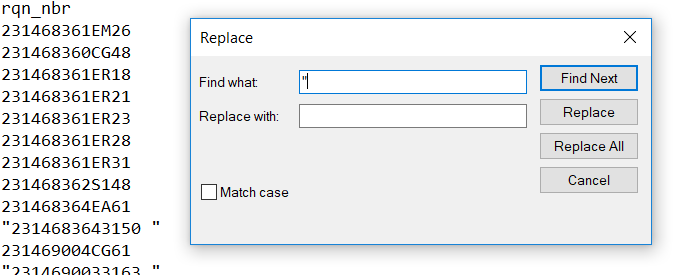 rqn_nbr
231468361EM26
231468360CG48
231468361ER18
231468361ER21
231468361ER23
231468361ER28
231468361ER31
231468362S148
231468364EA61
"2314683643150 "
231469004CG61
"2314690033163 "
Replace
Find what: "
Replace with:
Match case
Find Next
Replace
Replace All
Cancel